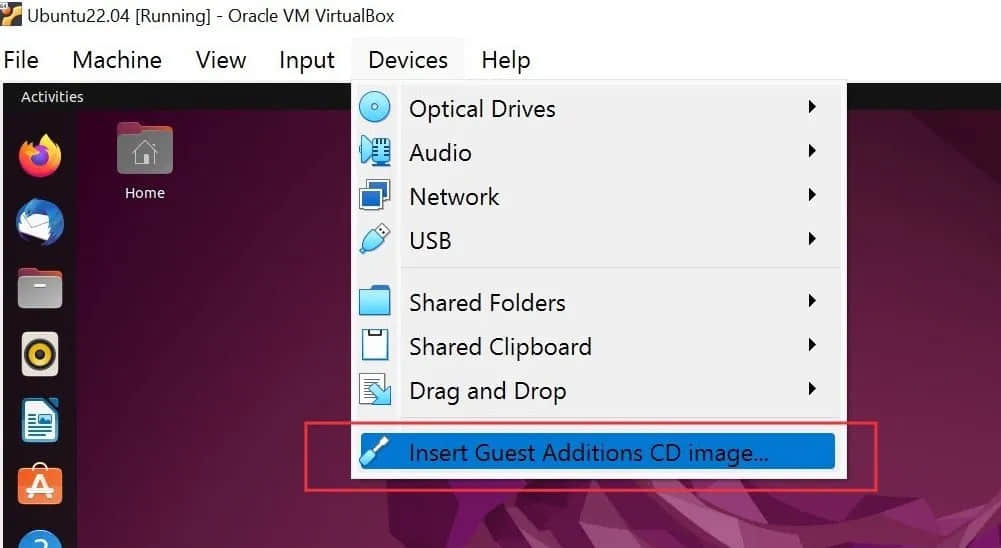 Ubuntu22.04 [Running] - Oracle VM VirtualBox
File Machine View Input Devices Help
Activities
Home
Optical Drives
Audio
Network
USB
Shared Folders
Shared Clipboard
Drag and Drop
Insert Guest Additions CD image...
?